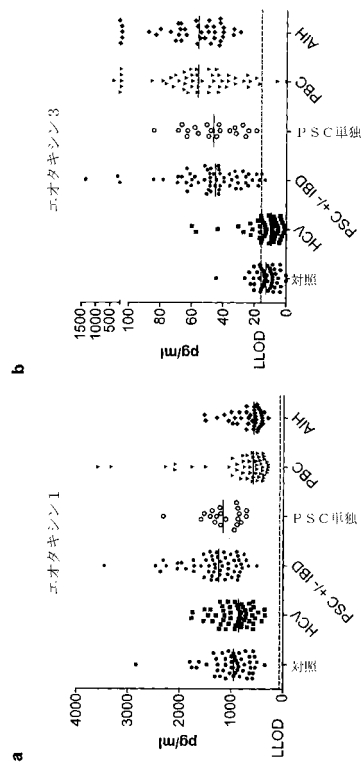 a
エオタキシン1
pg/ml
4000
3000
2000
1000
0
LLOD
対照
HCV
PSC +/- IBD
PSC単独
PBC
AIH
b
エオタキシン3
pg/ml
1500
1000
500
100
80
60
40
20
0
LLOD
対照
HCV
PSC +/- IBD
PSC単独
PBC
AIH